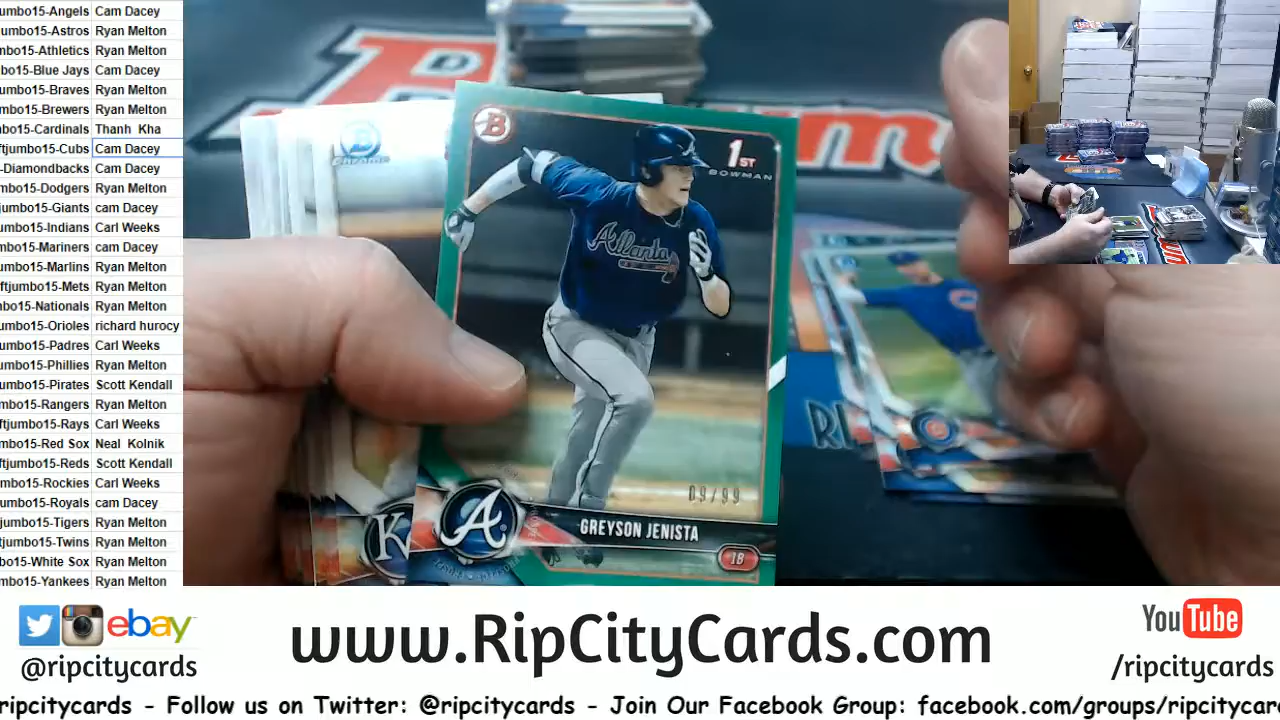 umbo15-Angels Cam Dacey
umbo15-Astros Ryan Melton
nbo15-Athletics Ryan Melton
bo15-Blue Jays Cam Dacey
umbo15-Braves Ryan Melton
mbo15-Brewers Ryan Melton
nbo15-Cardinals Thanh Kha
ftjumbo15-Cubs Cam Dacey
-Diamondbacks Cam Dacey
mbo15-Dodgers Ryan Melton
jumbo15-Giants cam Dacey
umbo15-Indians Carl Weeks
mbo15-Mariners cam Dacey
umbo15-Marlins Ryan Melton
ftjumbo15-Mets Ryan Melton
nbo15-Nationals Ryan Melton
umbo15-Orioles richard hurocy
umbo15-Padres Carl Weeks
umbo15-Phillies Ryan Melton
umbo15-Pirates Scott Kendall
mbo15-Rangers Ryan Melton
ftjumbo15-Rays Carl Weeks
mbo15-Red Sox Neal Kolnik
ftjumbo15-Reds Scott Kendall
mbo15-Rockies Carl Weeks
umbo15-Royals cam Dacey
jumbo15-Tigers Ryan Melton
ftjumbo15-Twins Ryan Melton
bo15-White Sox Ryan Melton
mbo15-Yankees Ryan Melton
Chrome
B
1ST
BOWMAN
Atlanta
09/99
A
GREYSON JENISTA
1B
ebay
@ripcitycards
www.RipCityCards.com
YouTube
/ripcitycards
ripcitycards - Follow us on Twitter: @ripcitycards - Join Our Facebook Group: facebook.com/groups/ripcityca